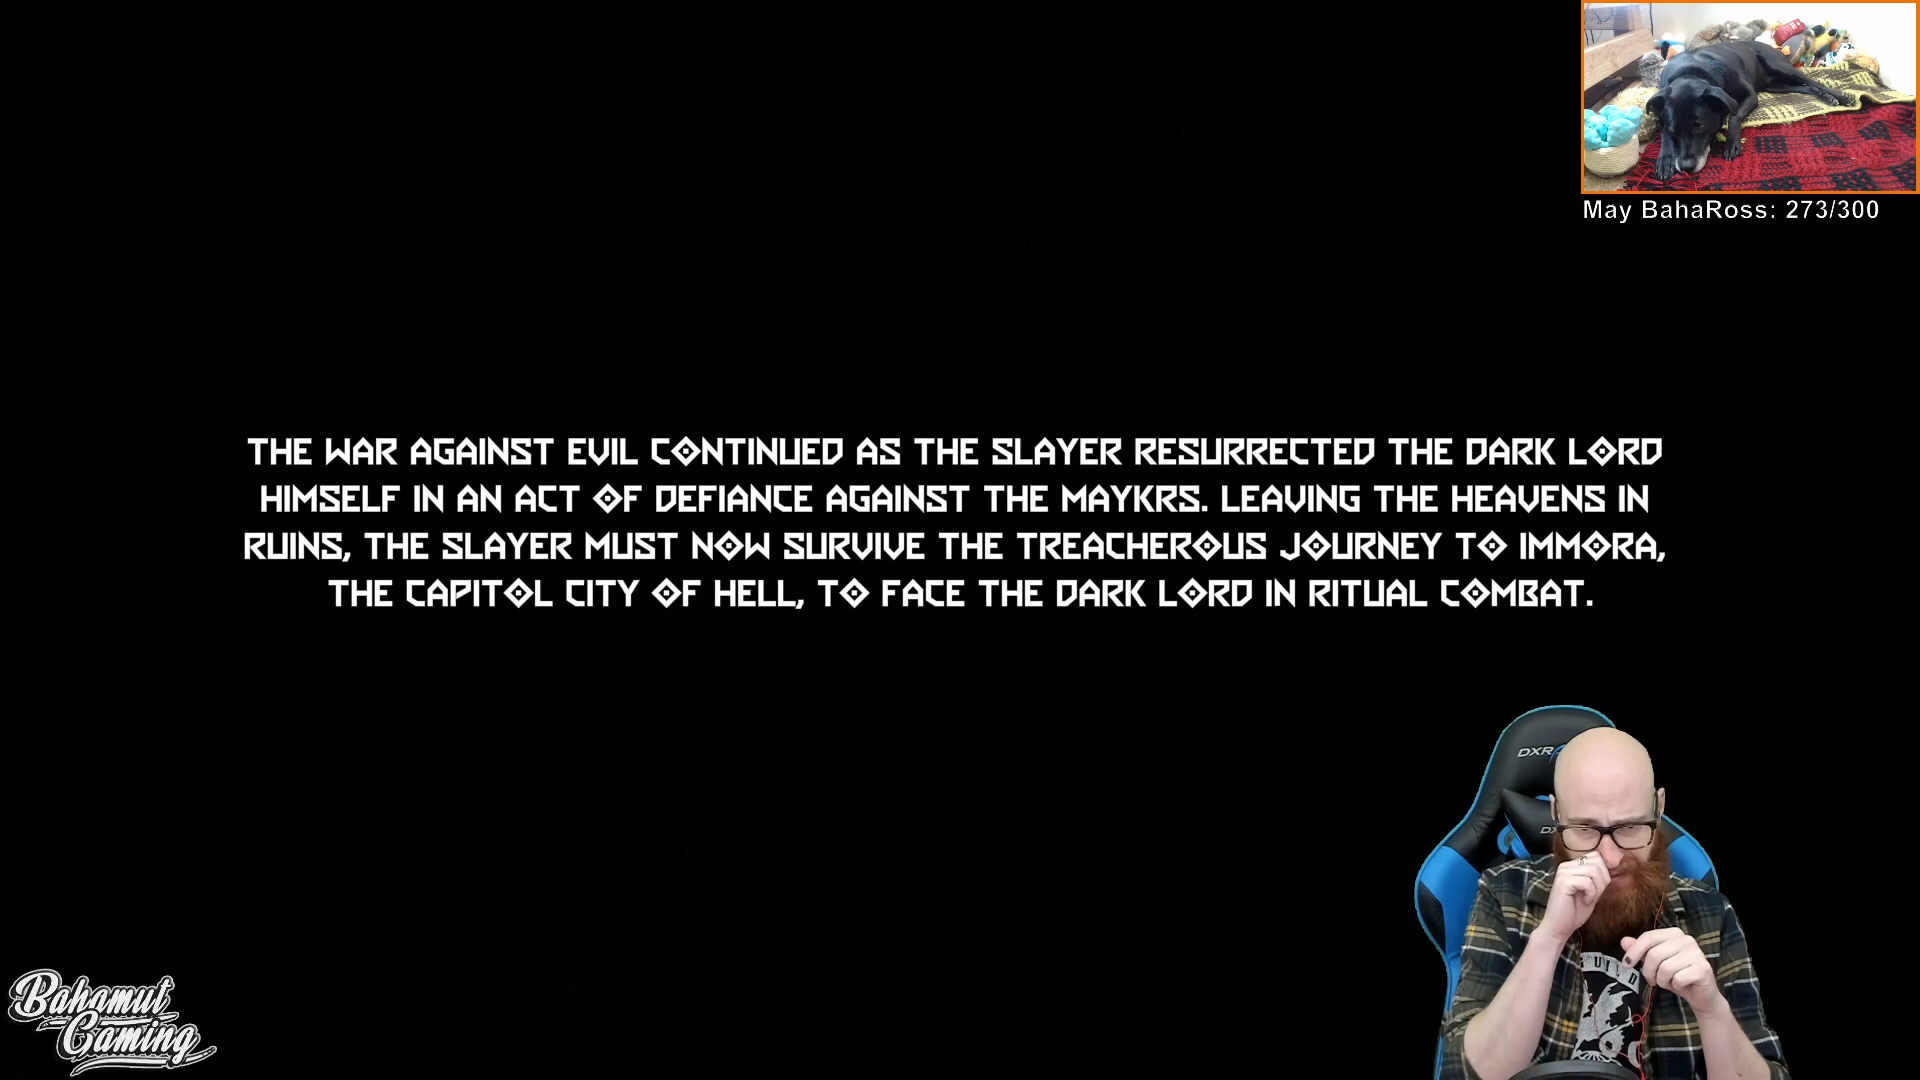 May BahaRoss: 273/300
THE WAR AGAINST EVIL CONTINUED AS THE SLAYER RESURRECTED THE DARK LORD
HIMSELF IN AN ACT OF DEFIANCE AGAINST THE MAYKRS. LEAVING THE HEAVENS IN
RUINS, THE SLAYER MUST NOW SURVIVE THE TREACHEROUS JOURNEY TO IMMORA,
THE CAPITOL CITY OF HELL, TO FACE THE DARK LORD IN RITUAL COMBAT.
DXR
DX
Bahamut
Gaming